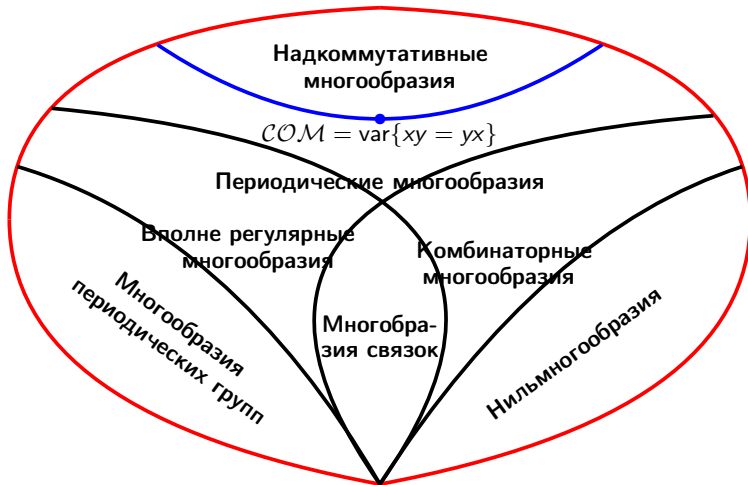 Надкоммутативные
многообразия
𝒞𝒪ℳ = var{xy = yx}
Периодические многообразия
Вполне регулярные
многообразия
Комбинаторные
многообразия
Многообразия
периодических групп
Многобра-
зия связок
Нильмногообразия